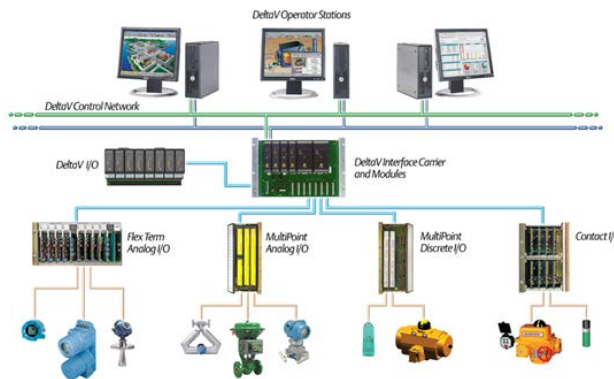 DeltaV Operator Stations
DeltaV Control Network
DeltaV I/O
DeltaV Interface Carrier
and Modules
Flex Term
Analog I/O
MultiPoint
Analog I/O
MultiPoint
Discrete I/O
Contact I/